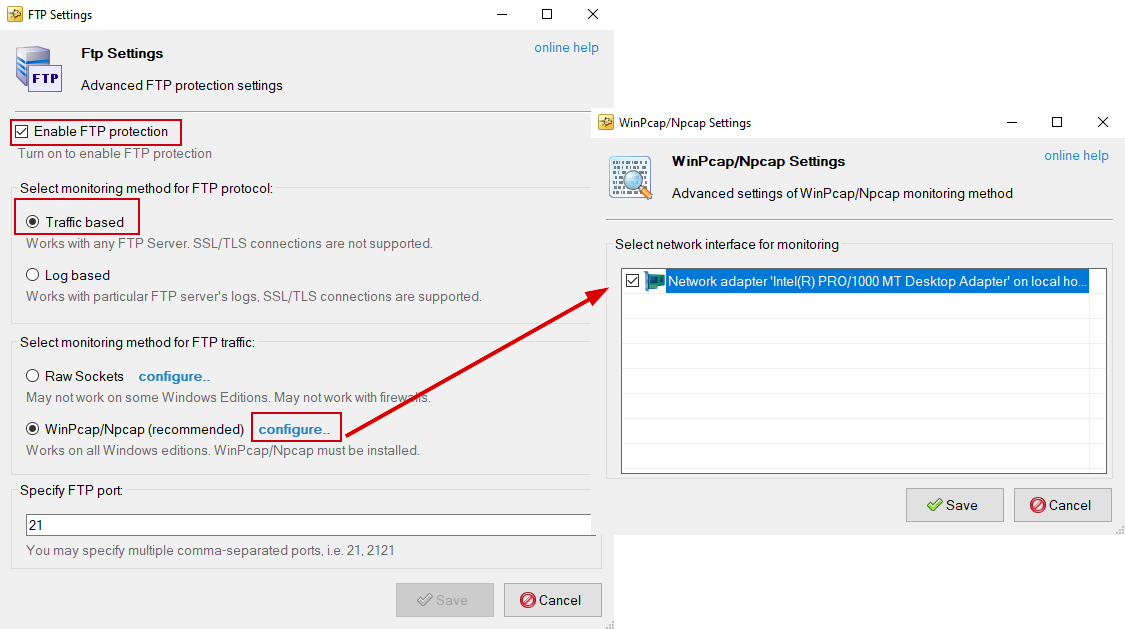 FTP Settings
Ftp Settings
online help
FTP
Advanced FTP protection settings
Enable FTP protection
Turn on to enable FTP protection
Select monitoring method for FTP protocol:
Traffic based
Works with any FTP Server. SSL/TLS connections are not supported.
Log based
Works with particular FTP server's logs, SSL/TLS connections are supported.
Select monitoring method for FTP traffic:
Raw Sockets configure..
May not work on some Windows Editions. May not work with firewalls.
WinPcap/Npcap (recommended) configure..
Works on all Windows editions. WinPcap/Npcap must be installed.
Specify FTP port:
21
You may specify multiple comma-separated ports, i.e. 21, 2121
Save Cancel
WinPcap/Npcap Settings
WinPcap/Npcap Settings
online help
Advanced settings of WinPcap/Npcap monitoring method
Select network interface for monitoring
Network adapter 'Intel(R) PRO/1000 MT Desktop Adapter' on local ho...
Save Cancel